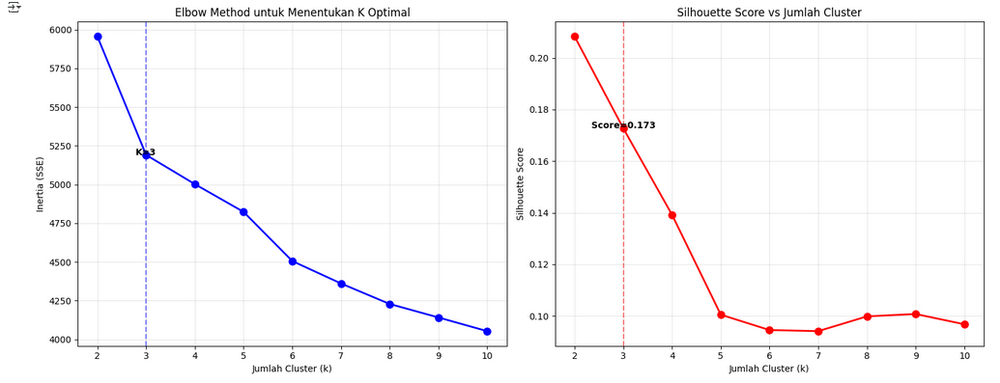 Elbow Method untuk Menentukan K Optimal
6000
5750
5500
5250
5000
4750
4500
4250
4000
Inertia (SSE)
K=3
2 3 4 5 6 7 8 9 10
Jumlah Cluster (k)
Silhouette Score vs Jumlah Cluster
0.20
0.18
0.16
0.14
0.12
0.10
Silhouette Score
Score=0.173
2 3 4 5 6 7 8 9 10
Jumlah Cluster (k)